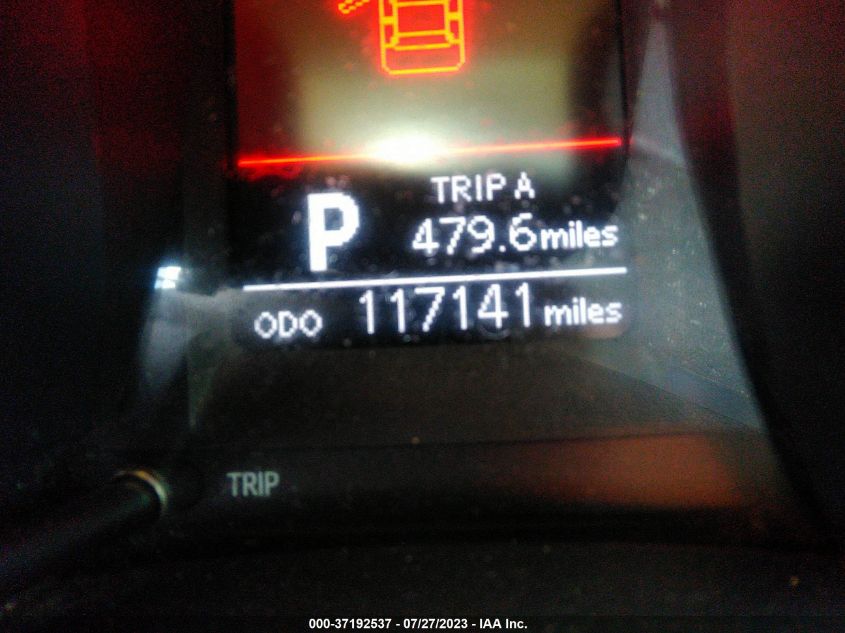 TRIP A
P 479.6 miles
ODO 117141 miles
TRIP
000-37192537 - 07/27/2023 - IAA Inc.